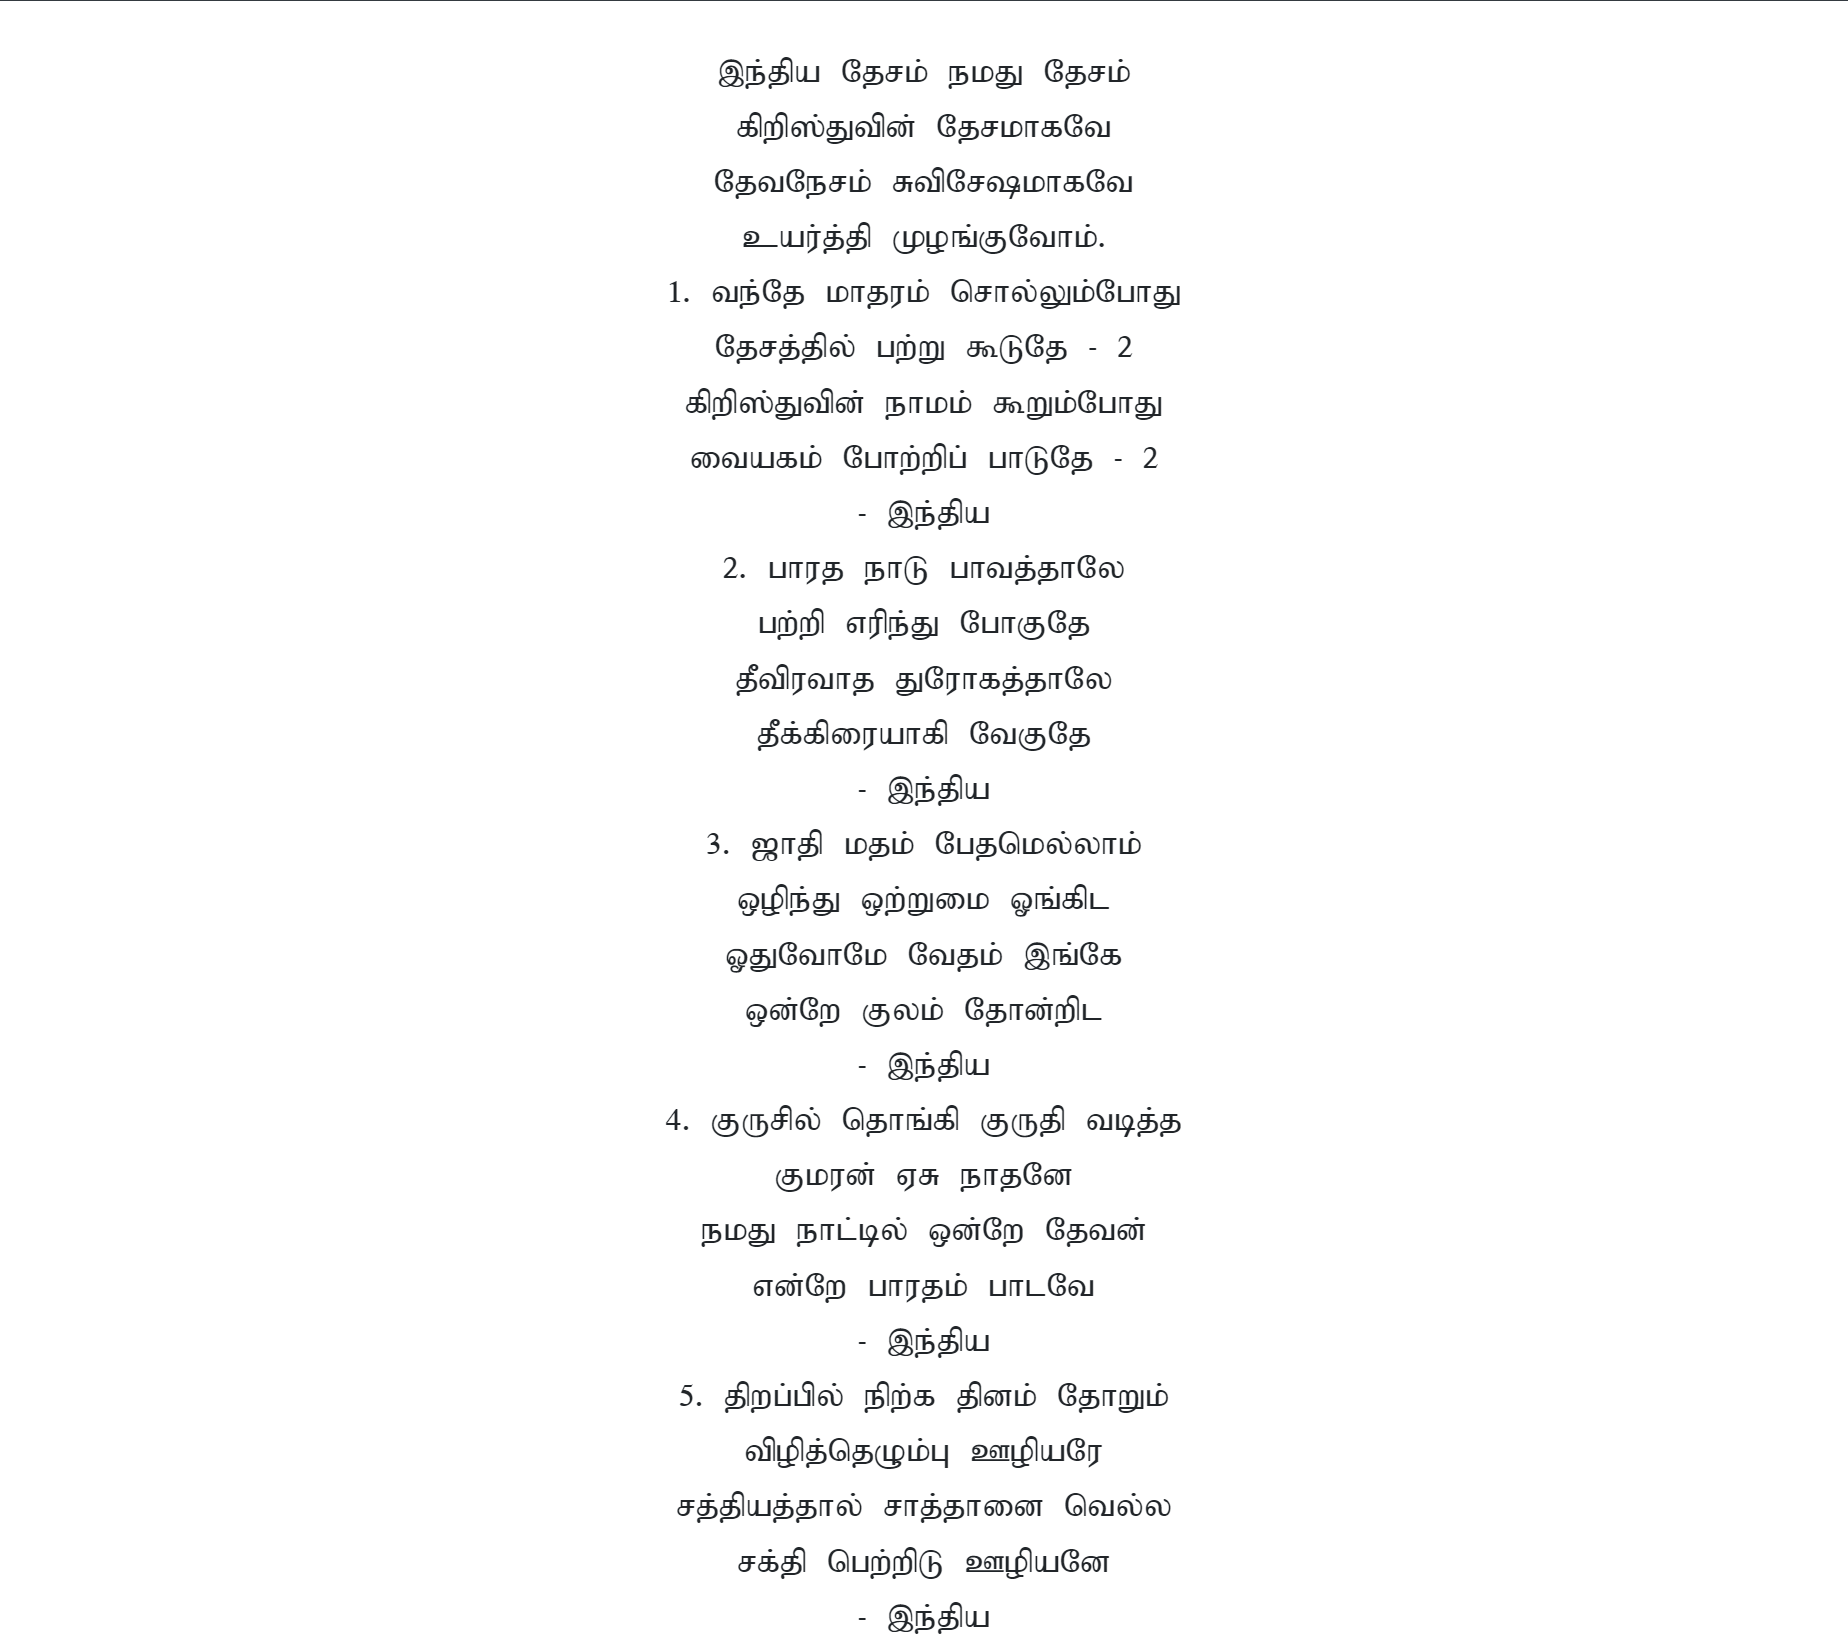 இந்திய தேசம் நமது தேசம்
கிறிஸ்துவின் தேசமாகவே
தேவநேசம் சுவிசேஷமாகவே
உயர்த்தி முழங்குவோம்.
1. வந்தே மாதரம் சொல்லும்போது
தேசத்தில் பற்று கூடுதே - 2
கிறிஸ்துவின் நாமம் கூறும்போது
வையகம் போற்றிப் பாடுதே - 2
- இந்திய
2. பாரத நாடு பாவத்தாலே
பற்றி எரிந்து போகுதே
தீவிரவாத துரோகத்தாலே
தீக்கிரையாகி வேகுதே
- இந்திய
3. ஜாதி மதம் பேதமெல்லாம்
ஒழிந்து ஒற்றுமை ஓங்கிட
ஓதுவோமே வேதம் இங்கே
ஒன்றே குலம் தோன்றிட
- இந்திய
4. குருசில் தொங்கி குருதி வடித்த
குமரன் ஏசு நாதனே
நமது நாட்டில் ஒன்றே தேவன்
என்றே பாரதம் பாடவே
- இந்திய
5. திறப்பில் நிற்க தினம் தோறும்
விழித்தெழும்பு ஊழியரே
சத்தியத்தால் சாத்தானை வெல்ல
சக்தி பெற்றிடு ஊழியனே
- இந்திய